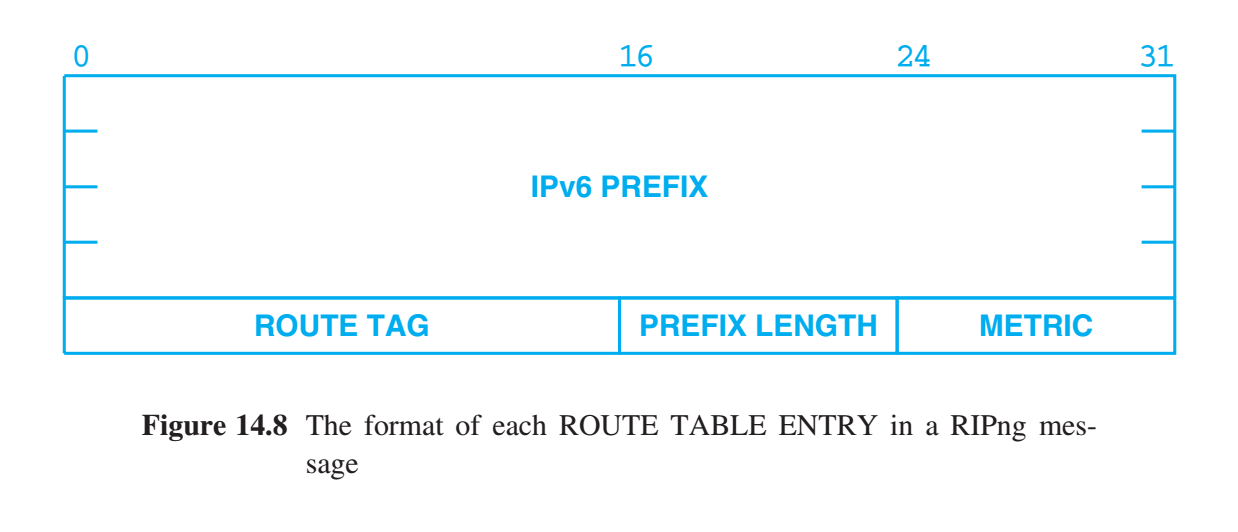 0 16 24 31
IPv6 PREFIX
ROUTE TAG PREFIX LENGTH METRIC
Figure 14.8 The format of each ROUTE TABLE ENTRY in a RIPng mes-
sage